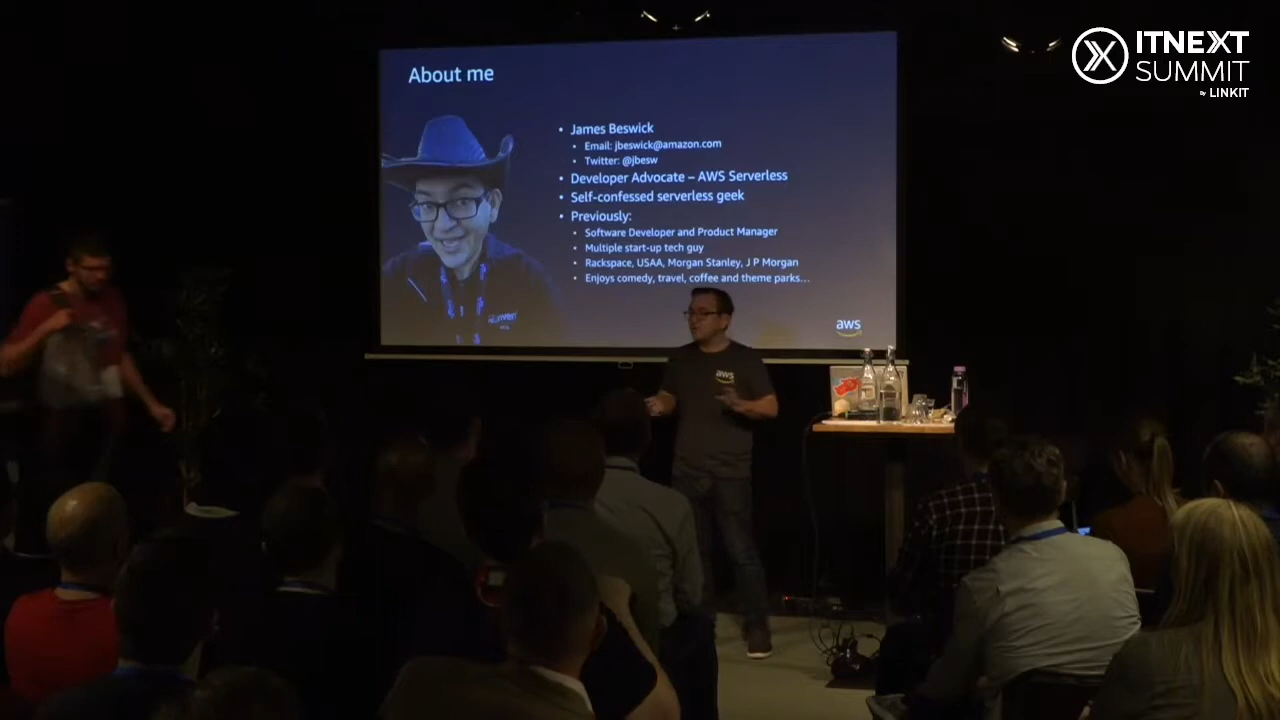 About me
• James Beswick
• Email: jbeswick@amazon.com
• Twitter: @jbesw
• Developer Advocate – AWS Serverless
• Self-confessed serverless geek
• Previously:
• Software Developer and Product Manager
• Multiple start-up tech guy
• Rackspace, USAA, Morgan Stanley, J P Morgan
• Enjoys comedy, travel, coffee and theme parks...
aws
aws
ITNEXT
SUMMIT
By LINKIT